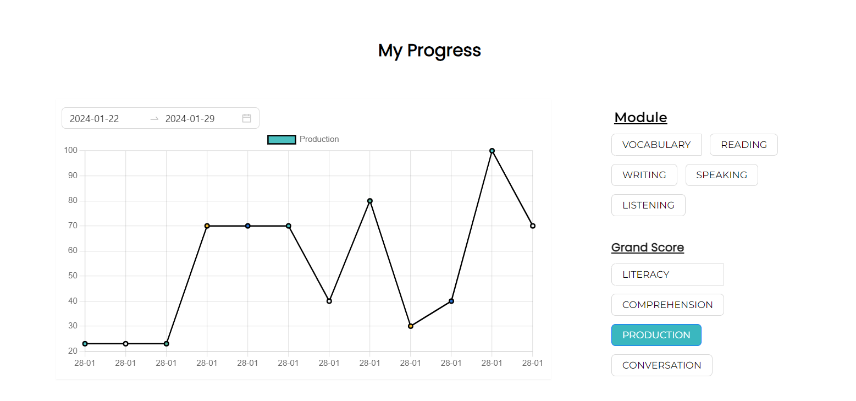 My Progress
2024-01-22 → 2024-01-29
Production
100
90
80
70
60
50
40
30
20
28-01 28-01 28-01 28-01 28-01 28-01 28-01 28-01 28-01 28-01 28-01 28-01
Module
VOCABULARY READING
WRITING SPEAKING
LISTENING
Grand Score
LITERACY
COMPREHENSION
PRODUCTION
CONVERSATION